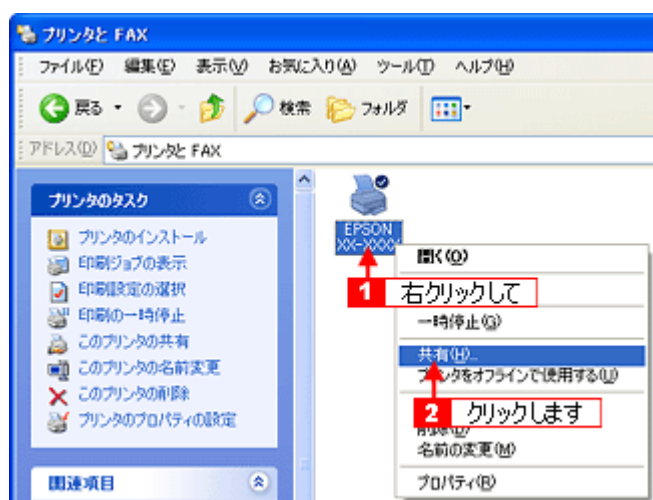 プリンタと FAX
ファイル(F) 編集(E) 表示(V) お気に入り(A) ツール(T) ヘルプ(H)
戻る 検索 フォルダ
アドレス(D) プリンタと FAX
プリンタのタスク
プリンタのインストール
印刷ジョブの表示
印刷設定の選択
印刷の一時停止
このプリンタの共有
このプリンタの名前変更
このプリンタの削除
プリンタのプロパティの設定
関連項目
EPSON
XX-XXXX
開く(O)
1 右クリックして
一時停止(G)
共有(H)...
プリンタをオフラインで使用する(U)
2 クリックします
削除(D)
名前の変更(M)
プロパティ(R)